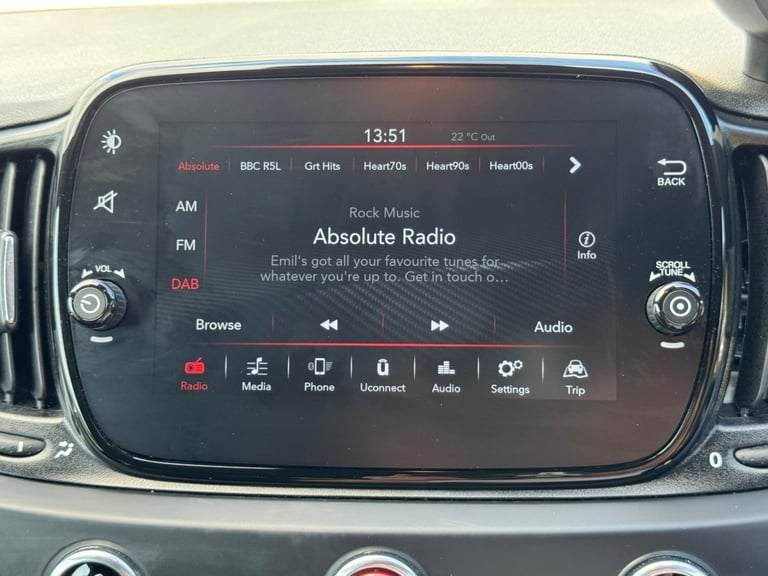 13:51 22 °C Out
Absolute BBC R5L Grt Hits Heart70s Heart90s Heart00s
BACK
AM
FM
DAB
Rock Music
Absolute Radio
Emil's got all your favourite tunes for
whatever you're up to. Get in touch o...
i
Info
VOL
SCROLL
TUNE
Browse Audio
Radio Media Phone Uconnect Audio Settings Trip
0